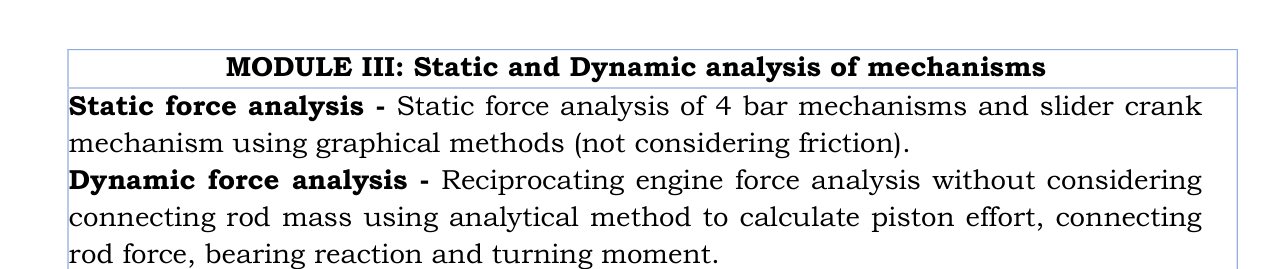 MODULE III: Static and Dynamic analysis of mechanisms
Static force analysis - Static force analysis of 4 bar mechanisms and slider crank
mechanism using graphical methods (not considering friction).
Dynamic force analysis - Reciprocating engine force analysis without considering
connecting rod mass using analytical method to calculate piston effort, connecting
rod force, bearing reaction and turning moment.